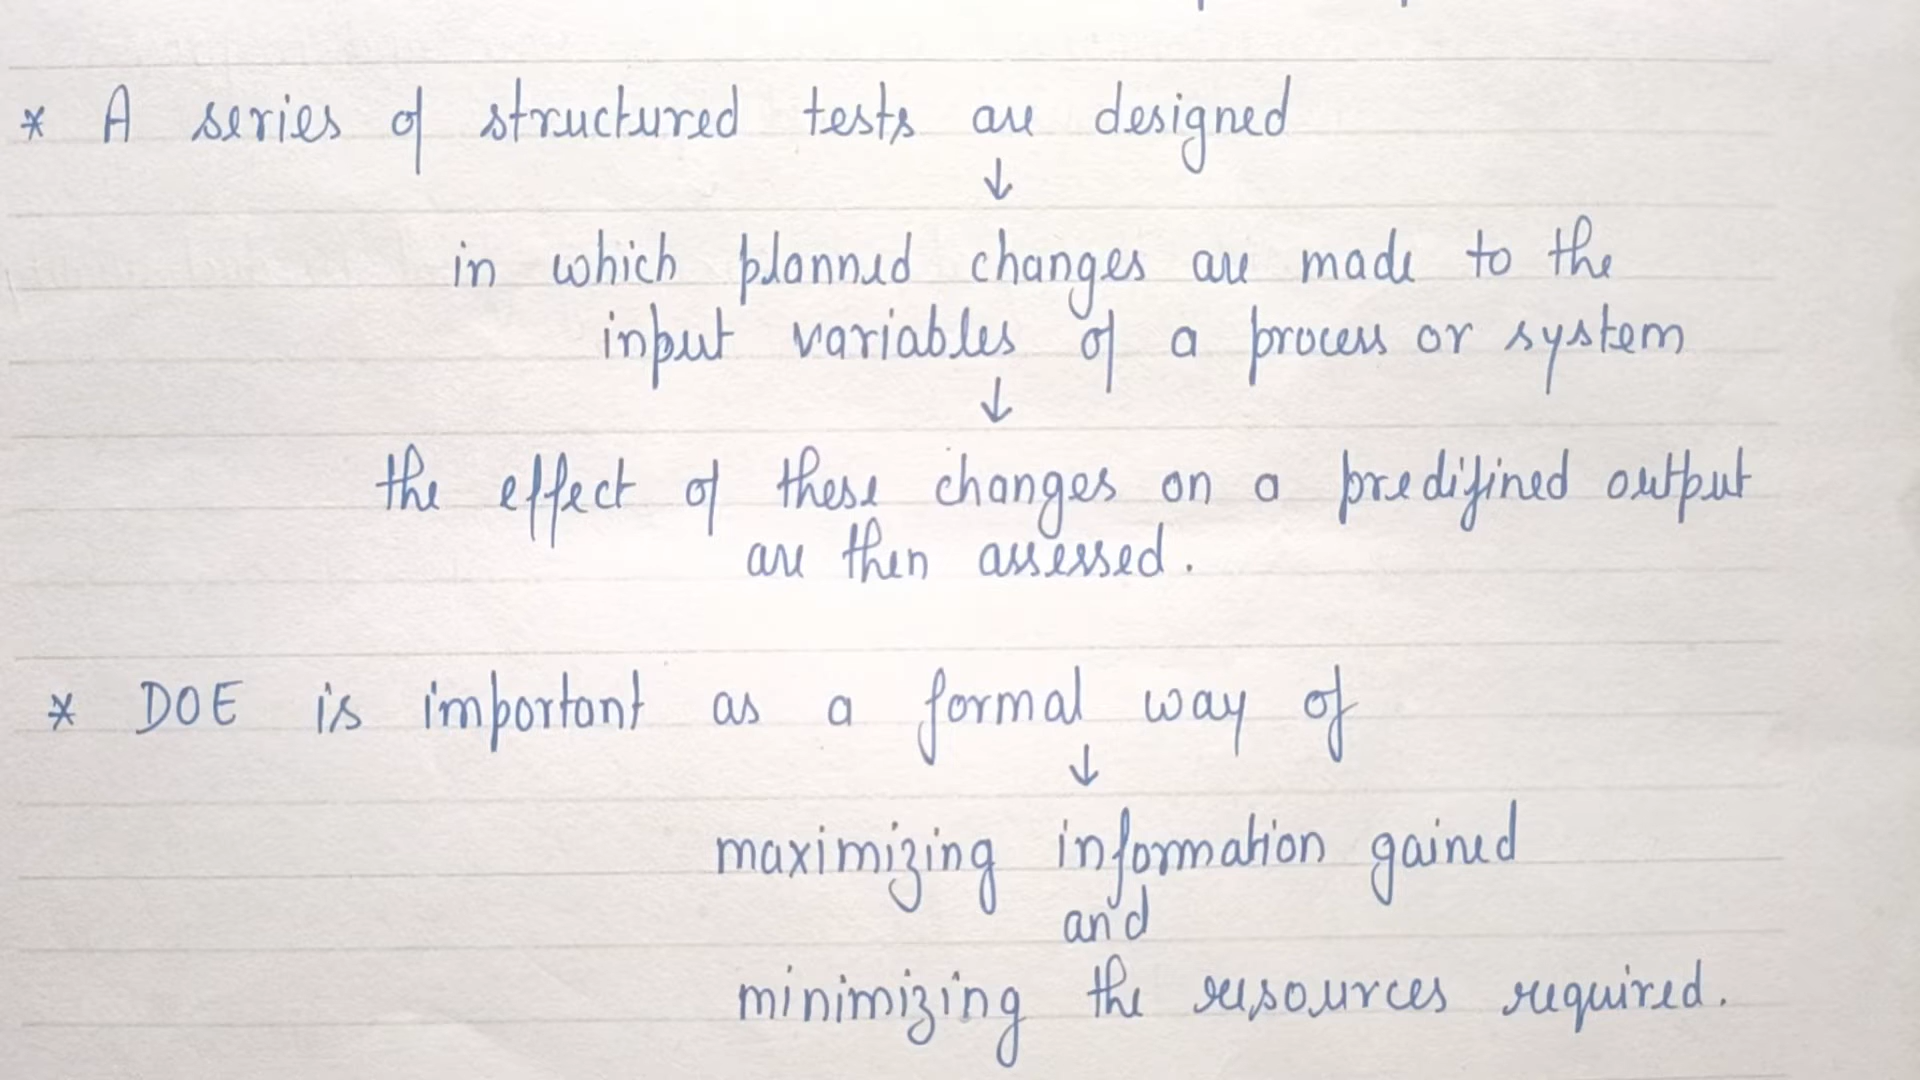 * A series of structured tests are designed
↓
in which planned changes are made to the
input variables of a process or system
↓
the effect of these changes on a predifined output
are then assessed.
* DOE is important as a formal way of
↓
maximizing information gained
and
minimizing the resources required.